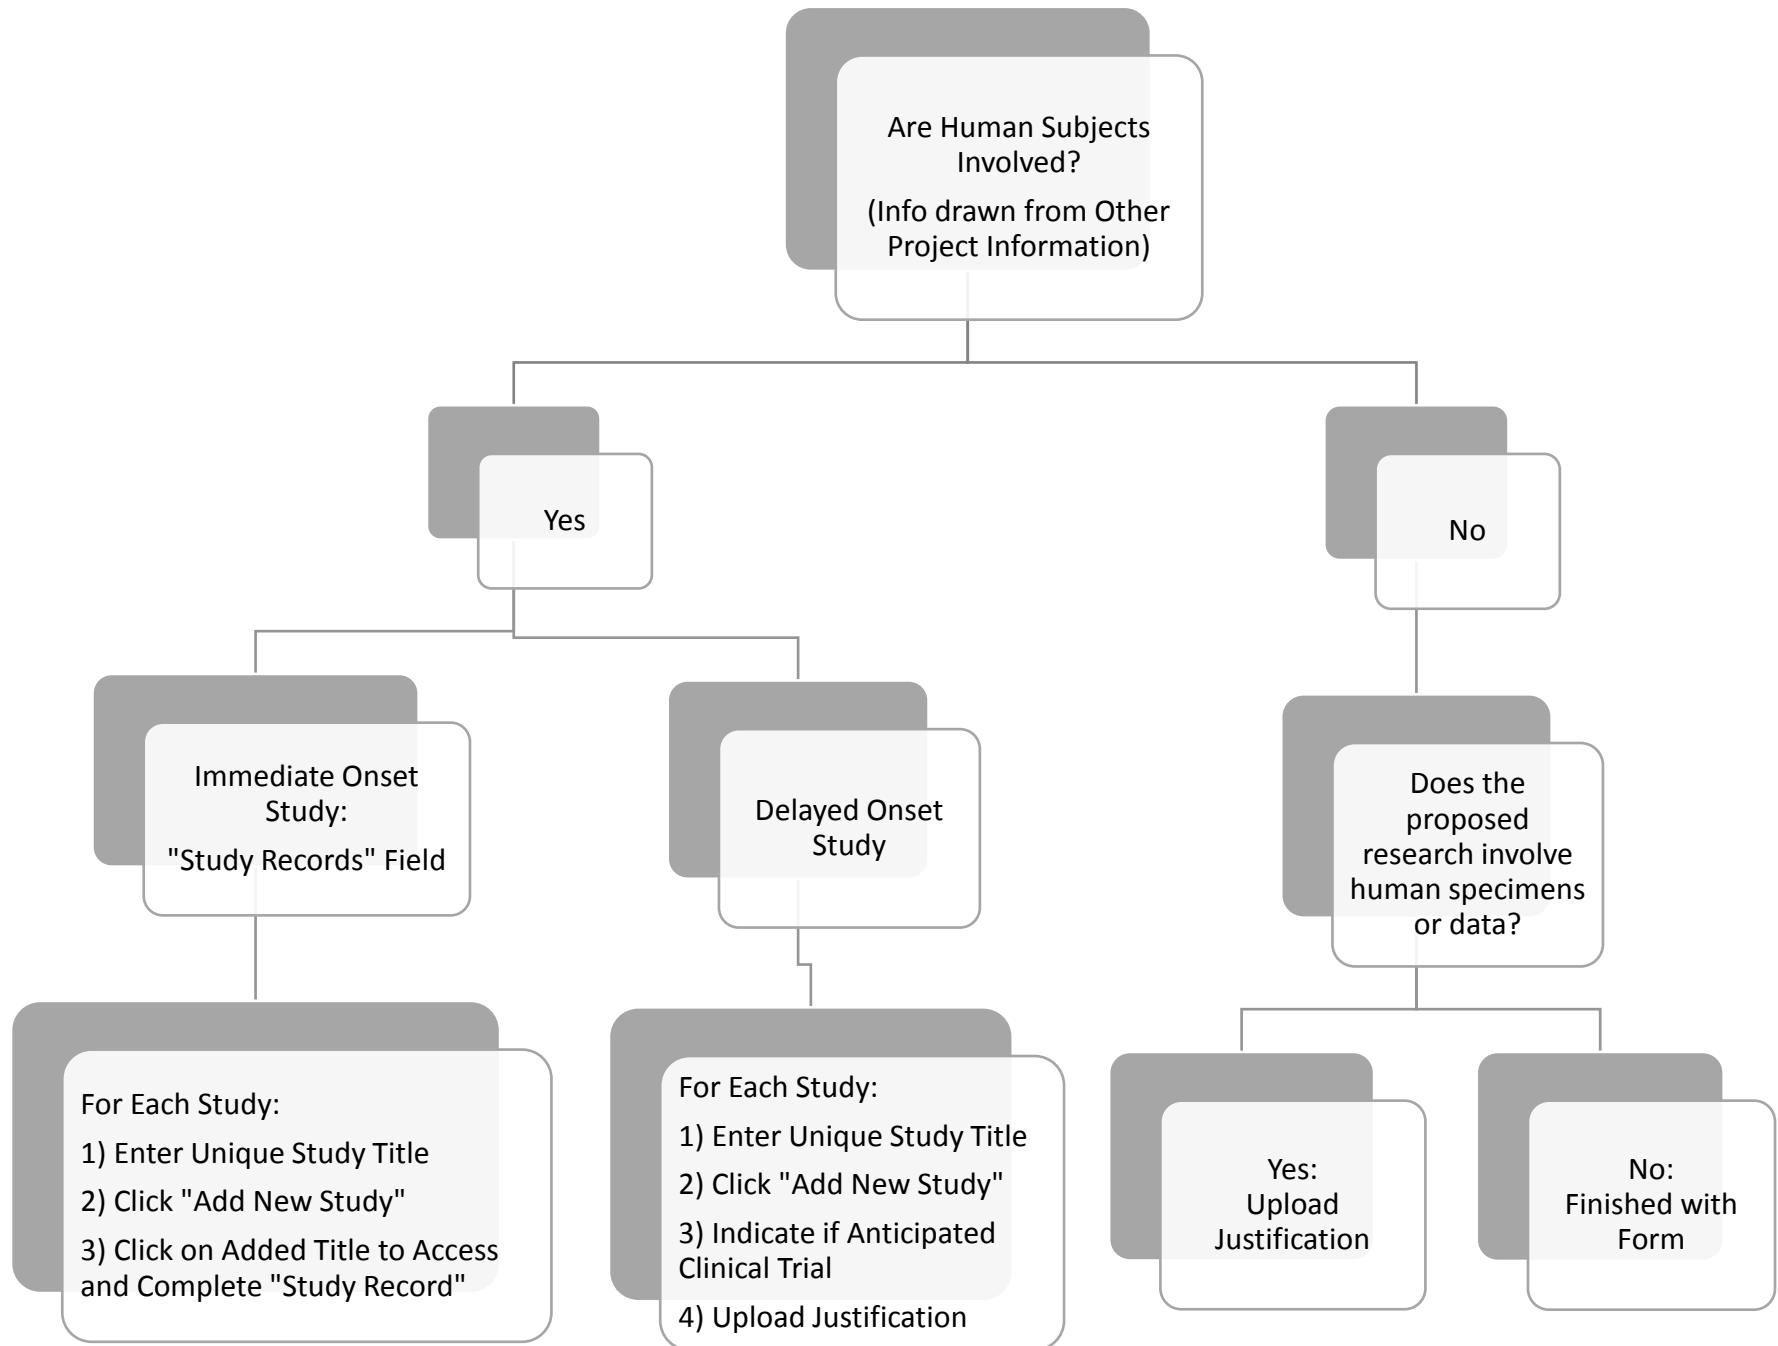 Are Human Subjects
Involved?
(Info drawn from Other
Project Information)
Yes
No
Immediate Onset
Study:
"Study Records" Field
Delayed Onset
Study
Does the
proposed
research involve
human specimens
or data?
For Each Study:
1) Enter Unique Study Title
2) Click "Add New Study"
3) Click on Added Title to Access
and Complete "Study Record"
For Each Study:
1) Enter Unique Study Title
2) Click "Add New Study"
3) Indicate if Anticipated
Clinical Trial
4) Upload Justification
Yes:
Upload
Justification
No:
Finished with
Form